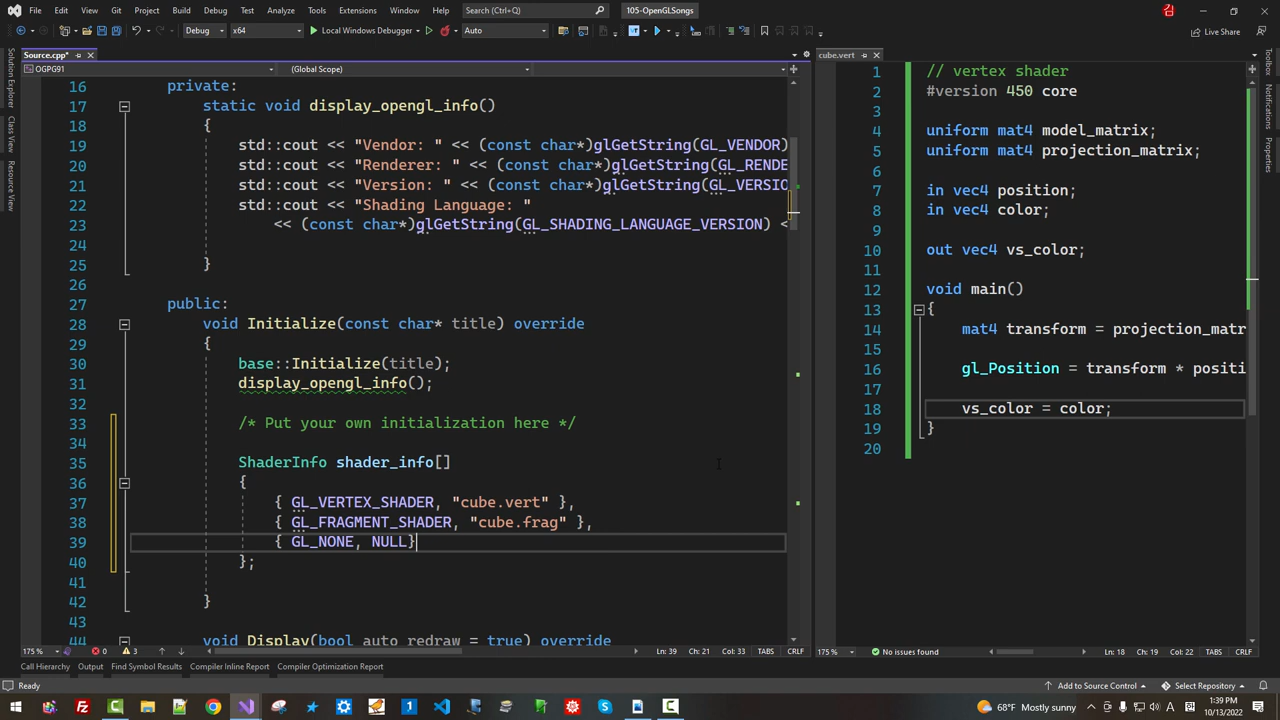 File Edit View Git Project Build Debug Test Analyze Tools Extensions Window Help Search (Ctrl+Q) 105-OpenGLSongs
Debug x64 Local Windows Debugger Auto Live Share
Source.cpp* cube.vert
OGPG91 (Global Scope)
Solution Explorer
Class View
Resource View
Toolbox
Notifications
Properties
16 private:
17 static void display_opengl_info()
18 {
19 std::cout << "Vendor: " << (const char*)glGetString(GL_VENDOR)
20 std::cout << "Renderer: " << (const char*)glGetString(GL_RENDE
21 std::cout << "Version: " << (const char*)glGetString(GL_VERSIO
22 std::cout << "Shading Language: "
23 << (const char*)glGetString(GL_SHADING_LANGUAGE_VERSION) <
24
25 }
26
27 public:
28 void Initialize(const char* title) override
29 {
30 base::Initialize(title);
31 display_opengl_info();
32
33 /* Put your own initialization here */
34
35 ShaderInfo shader_info[]
36 {
37 { GL_VERTEX_SHADER, "cube.vert" },
38 { GL_FRAGMENT_SHADER, "cube.frag" },
39 { GL_NONE, NULL}
40 };
41
42 }
43
44 void Display(bool auto_redraw = true) override
1 // vertex shader
2 #version 450 core
3
4 uniform mat4 model_matrix;
5 uniform mat4 projection_matrix;
6
7 in vec4 position;
8 in vec4 color;
9
10 out vec4 vs_color;
11
12 void main()
13 {
14 mat4 transform = projection_matr
15
16 gl_Position = transform * positi
17
18 vs_color = color;
19 }
20
175 % 0 3 Ln: 39 Ch: 21 Col: 33 TABS CRLF
175 % No issues found Ln: 18 Ch: 19 Col: 22 TABS CRLF
Call Hierarchy Output Find Symbol Results Compiler Inline Report Compiler Optimization Report
Ready Add to Source Control Select Repository
68°F Mostly sunny A 1:39 PM
10/13/2022